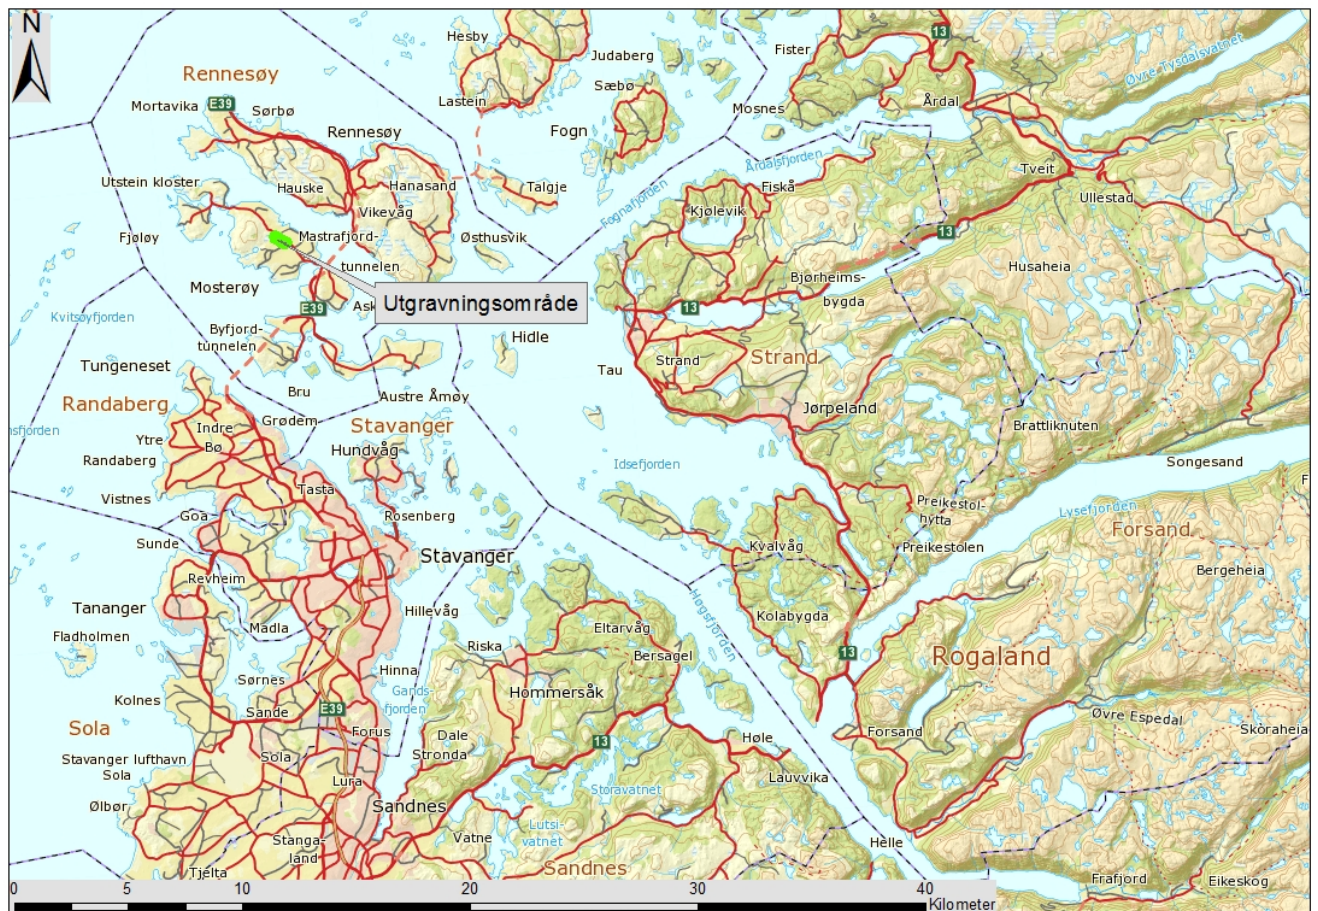 N
Hesby
Judaberg
Fister
13
Øvre Tysdalsvatnet
Rennesøy
Mortavika
E39
Sørbø
Lastein
Sæbø
Mosnes
Årdal
Rennesøy
Fogn
Årdalsfjorden
Utstein kloster
Hauske
Hanasand
Talgje
Fognafjorden
Fiskå
Tveit
Ullestad
Vikevåg
Kjølevik
Fjøløy
Mastrafjord-
tunnelen
Østhusvik
13
Husaheia
Mosterøy
Ask
Utgravningsområde
Bjørheims-
bygda
E39
13
Kvitsøyfjorden
Byfjord-
tunnelen
Hidle
Tungeneset
Tau
Strand
Strand
Bru
Austre Åmøy
Randaberg
Grødem
Stavanger
Jørpeland
Brattliknuten
nsfjorden
Ytre
Randaberg
Indre
Bø
Hundvåg
Idsefjorden
Songesand
Vistnes
Tasta
Goa
Rosenberg
Preikestol-
hytta
Lysefjorden
F
Forsand
Sunde
Stavanger
Kvalvåg
Preikestolen
Bergeheia
Revheim
Tananger
Hillevåg
Høgsfjorden
Kolabygda
Madla
Fladholmen
Eltarvåg
Riska
Bersagel
13
Rogaland
Hinna
Sørnes
Gands-
fjorden
Hommersåk
Kolnes
Sande
E39
Øvre Espedal
Sola
Forus
Dale
Stronda
13
Høle
Forsand
Skoraheia
Stavanger lufthavn
Sola
Sola
Lura
Lauvvika
Storavatnet
Ølbør
Sandnes
Lutsi-
vatnet
Stanga-
land
Vatne
Helle
Tjelta
Sandnes
Frafjord
Eikeskog
0 5 10 20 30 40
Kilometer